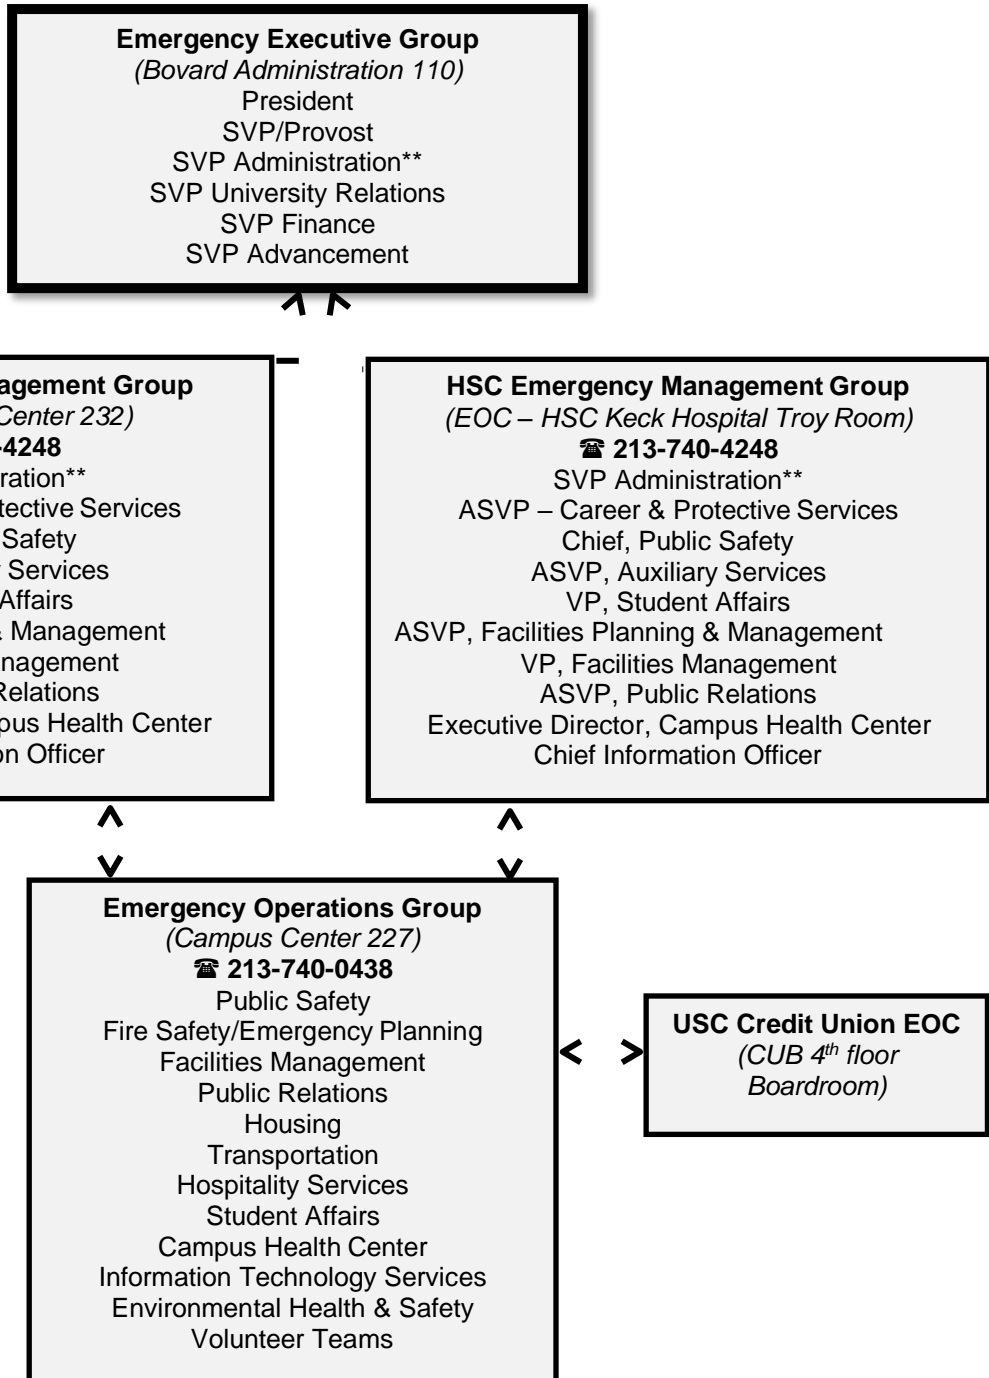 Emergency Executive Group
(Bovard Administration 110)
President
SVP/Provost
SVP Administration**
SVP University Relations
SVP Finance
SVP Advancement
agement Group
Center 232)
-4248
ration**
tective Services
Safety
Services
Affairs
& Management
nagement
Relations
pus Health Center
on Officer
HSC Emergency Management Group
(EOC – HSC Keck Hospital Troy Room)
☎ 213-740-4248
SVP Administration**
ASVP – Career & Protective Services
Chief, Public Safety
ASVP, Auxiliary Services
VP, Student Affairs
ASVP, Facilities Planning & Management
VP, Facilities Management
ASVP, Public Relations
Executive Director, Campus Health Center
Chief Information Officer
Emergency Operations Group
(Campus Center 227)
☎ 213-740-0438
Public Safety
Fire Safety/Emergency Planning
Facilities Management
Public Relations
Housing
Transportation
Hospitality Services
Student Affairs
Campus Health Center
Information Technology Services
Environmental Health & Safety
Volunteer Teams
USC Credit Union EOC
(CUB 4th floor
Boardroom)